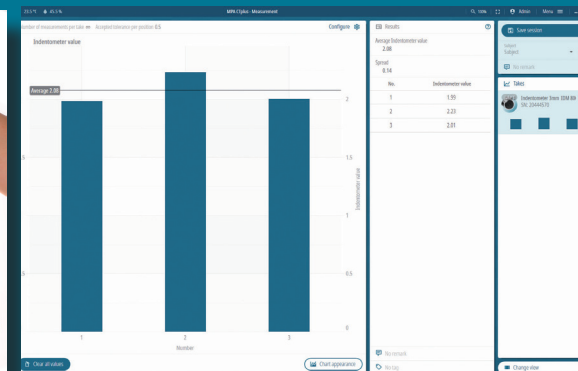 MPA CTplus - Measurement
100%
Admin
Menu
number of measurements per take ∞ Accepted tolerance per position 0.5
Configure
Indentometer value
Average 2.08
2
1.5
1
0.5
0
Indentometer value
1 2 3
Number
Clear all values
Chart appearance
Results
Average Indentometer value
2.08
Spread
0.14
No. Indentometer value
1 1.99
2 2.23
3 2.01
No remark
No tag
Save session
Subject
Subject
No remark
Takes
Indentometer
SN: 20444570
Change view